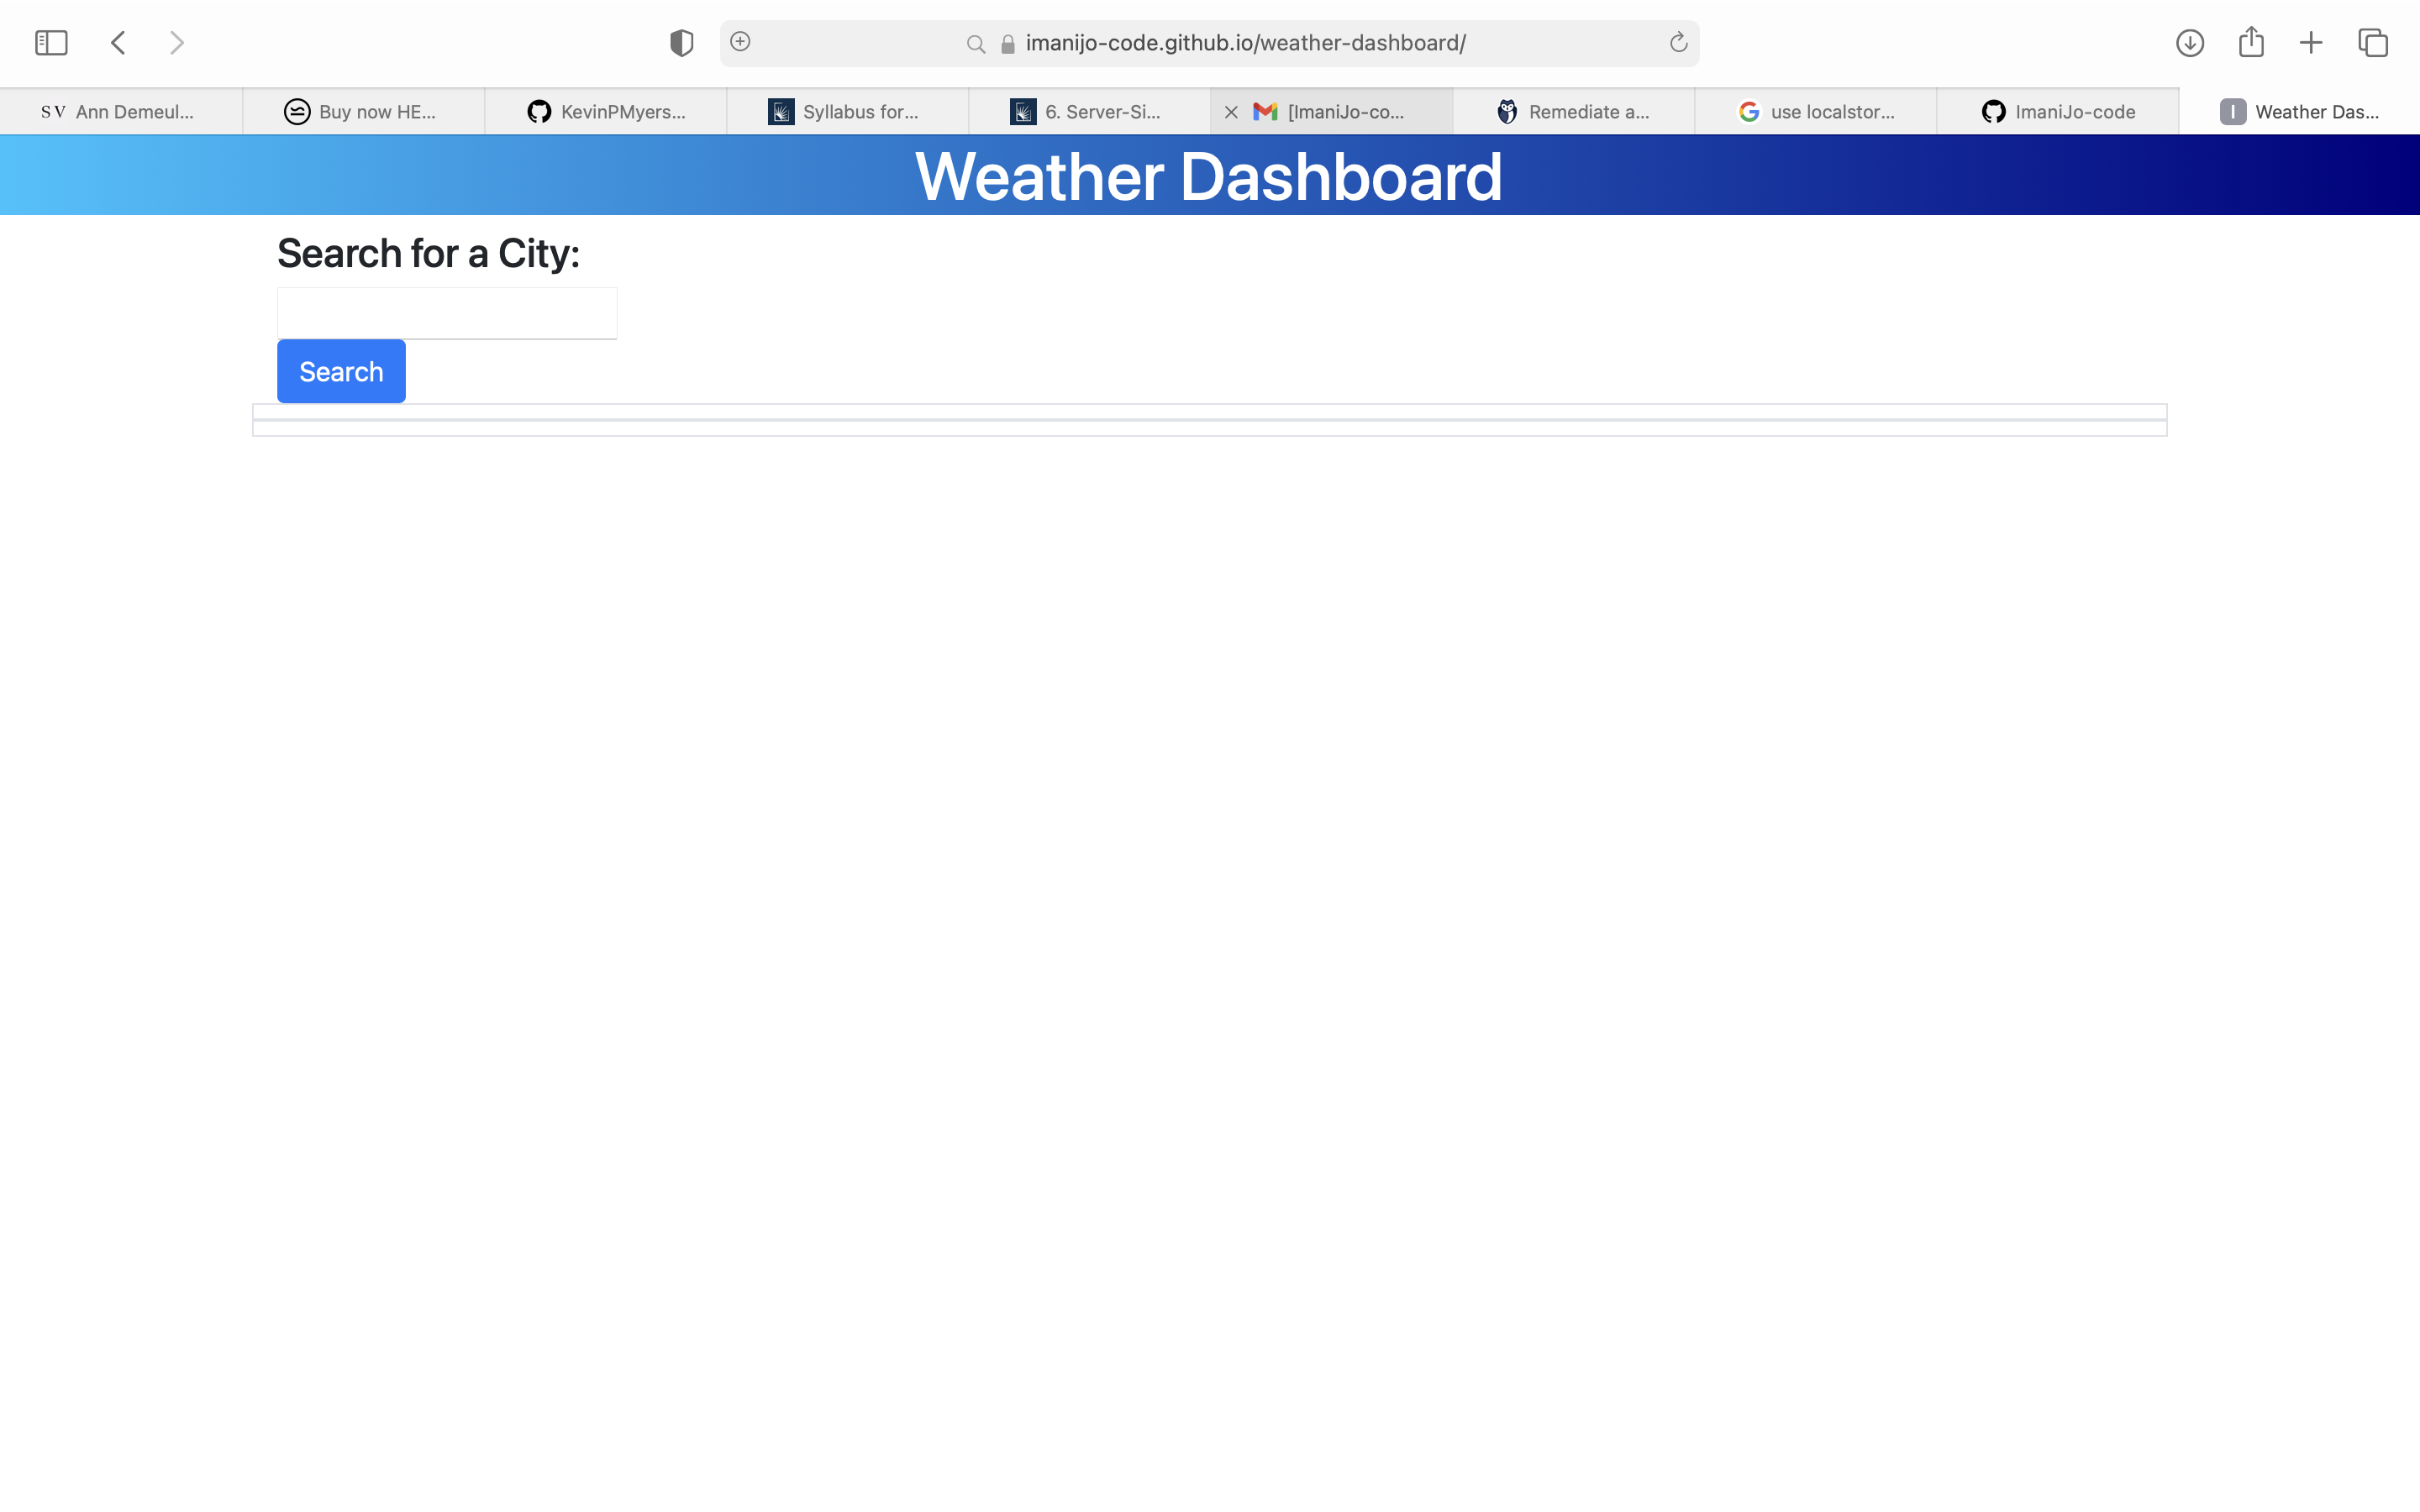 imanijo-code.github.io/weather-dashboard/
SV Ann Demeul...
Buy now HE...
KevinPMyers...
Syllabus for...
6. Server-Si...
[ImaniJo-co...
Remediate a...
use localstor...
ImaniJo-code
I Weather Das...
Weather Dashboard
Search for a City:
Search